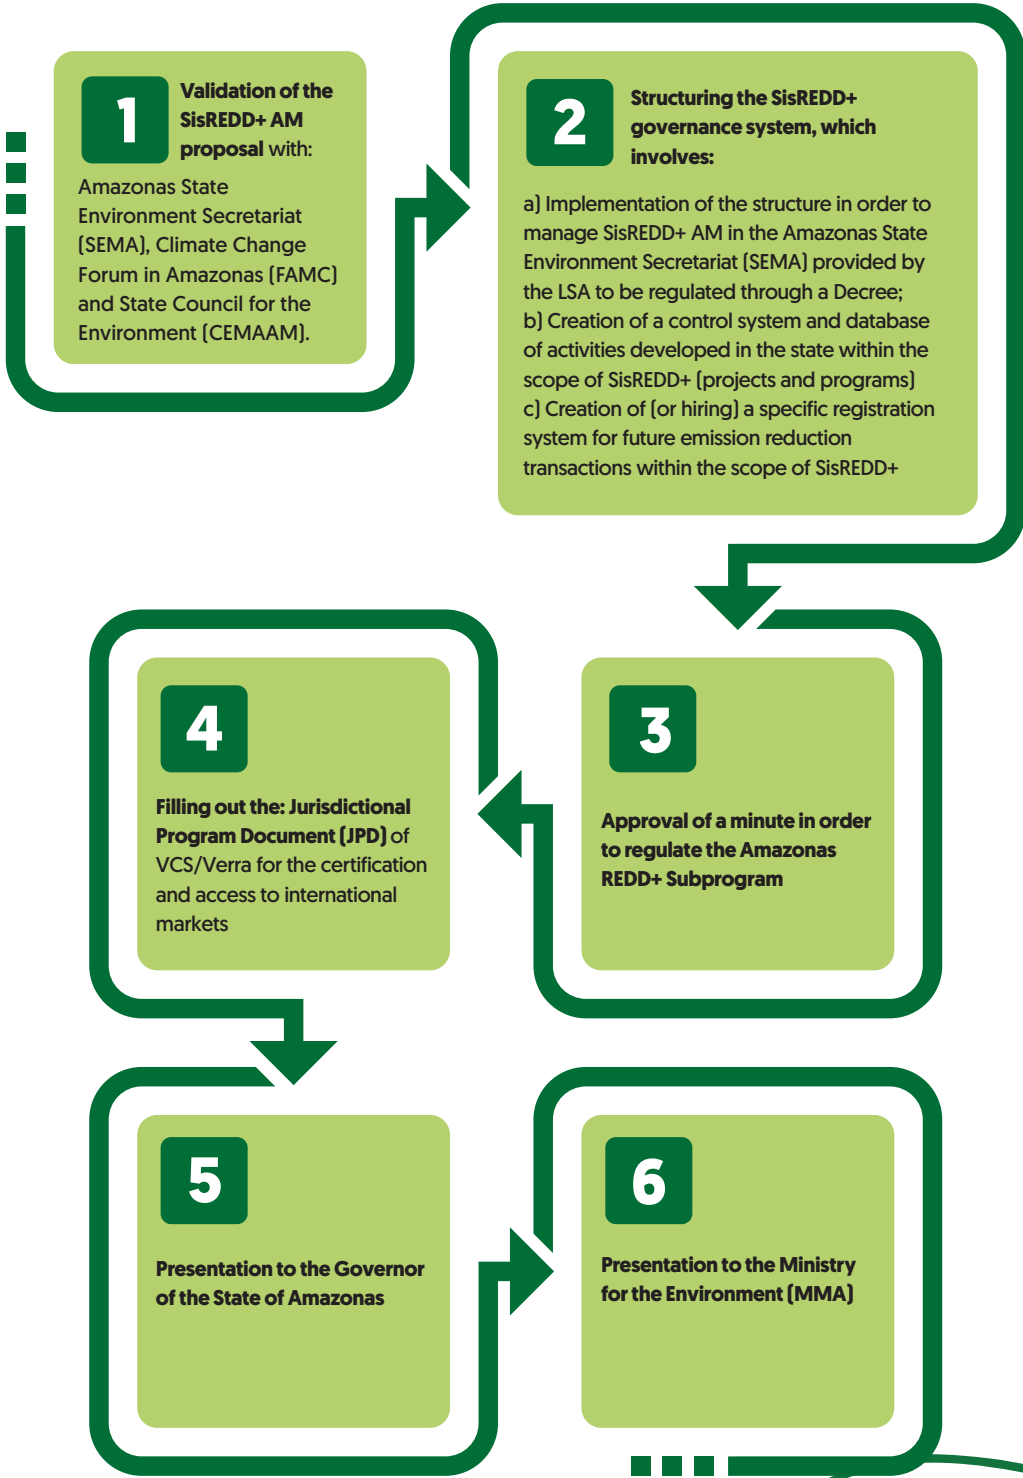 1
Validation of the
SisREDD+ AM
proposal with:
Amazonas State
Environment Secretariat
(SEMA), Climate Change
Forum in Amazonas (FAMC)
and State Council for the
Environment (CEMAAM).
2
Structuring the SisREDD+
governance system, which
involves:
a) Implementation of the structure in order to
manage SisREDD+ AM in the Amazonas State
Environment Secretariat (SEMA) provided by
the LSA to be regulated through a Decree;
b) Creation of a control system and database
of activities developed in the state within the
scope of SisREDD+ (projects and programs)
c) Creation of (or hiring) a specific registration
system for future emission reduction
transactions within the scope of SisREDD+
3
Approval of a minute in order
to regulate the Amazonas
REDD+ Subprogram
4
Filling out the: Jurisdictional
Program Document (JPD) of
VCS/Verra for the certification
and access to international
markets
5
Presentation to the Governor
of the State of Amazonas
6
Presentation to the Ministry
for the Environment (MMA)